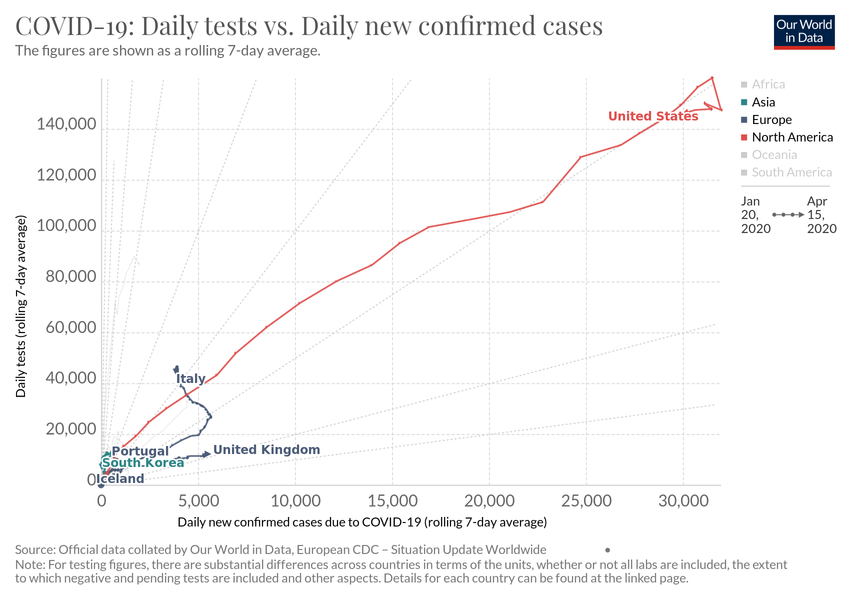 COVID-19: Daily tests vs. Daily new confirmed cases
The figures are shown as a rolling 7-day average.
Our World
in Data
Africa
Asia
Europe
North America
Oceania
South America
Jan
20,
2020
Apr
15,
2020
Daily tests (rolling 7-day average)
140,000
120,000
100,000
80,000
60,000
40,000
20,000
0
United States
Italy
Portugal
United Kingdom
South Korea
Iceland
0
5,000
10,000
15,000
20,000
25,000
30,000
Daily new confirmed cases due to COVID-19 (rolling 7-day average)
Source: Official data collated by Our World in Data, European CDC – Situation Update Worldwide •
Note: For testing figures, there are substantial differences across countries in terms of the units, whether or not all labs are included, the extent
to which negative and pending tests are included and other aspects. Details for each country can be found at the linked page.